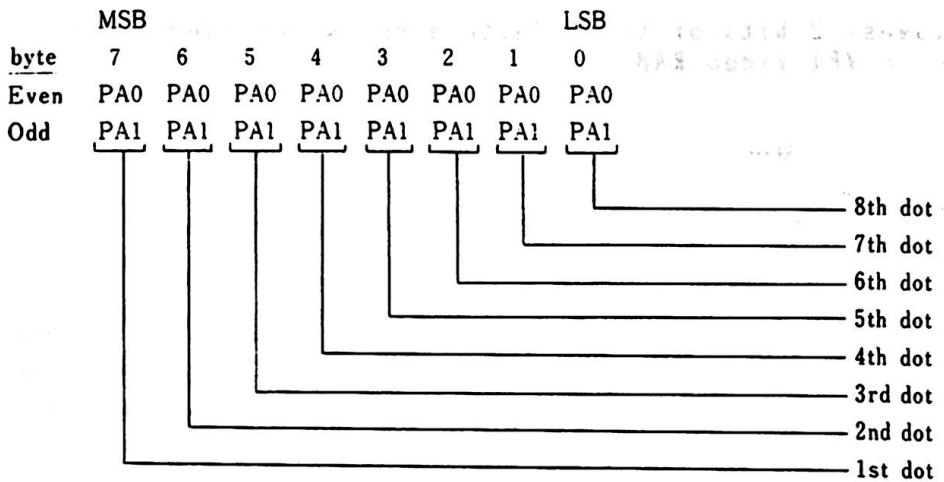 MSB LSB
byte 7 6 5 4 3 2 1 0
Even PA0 PA0 PA0 PA0 PA0 PA0 PA0 PA0
Odd PA1 PA1 PA1 PA1 PA1 PA1 PA1 PA1
8th dot
7th dot
6th dot
5th dot
4th dot
3rd dot
2nd dot
1st dot